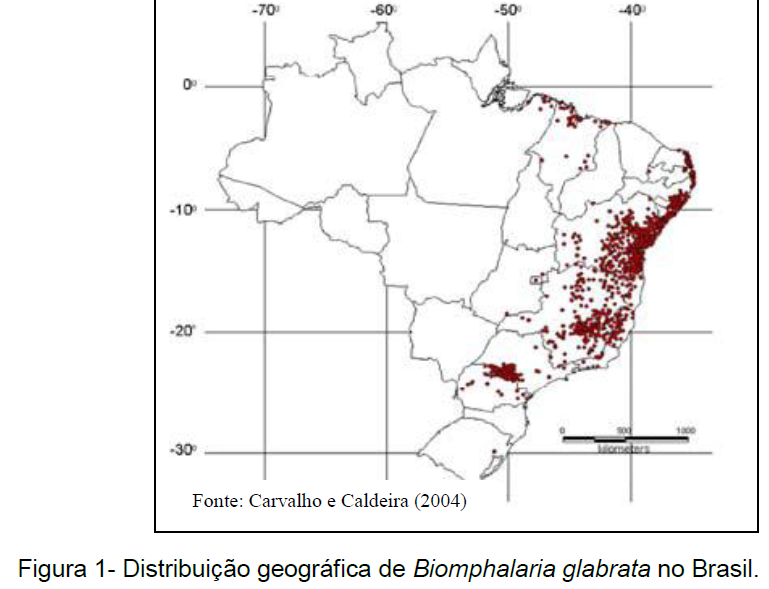 -70° -60° -50° -40°
0°
-10°
-20°
-30°
0 500 1000
kilometers
Fonte: Carvalho e Caldeira (2004)
Figura 1- Distribuição geográfica de Biomphalaria glabrata no Brasil.